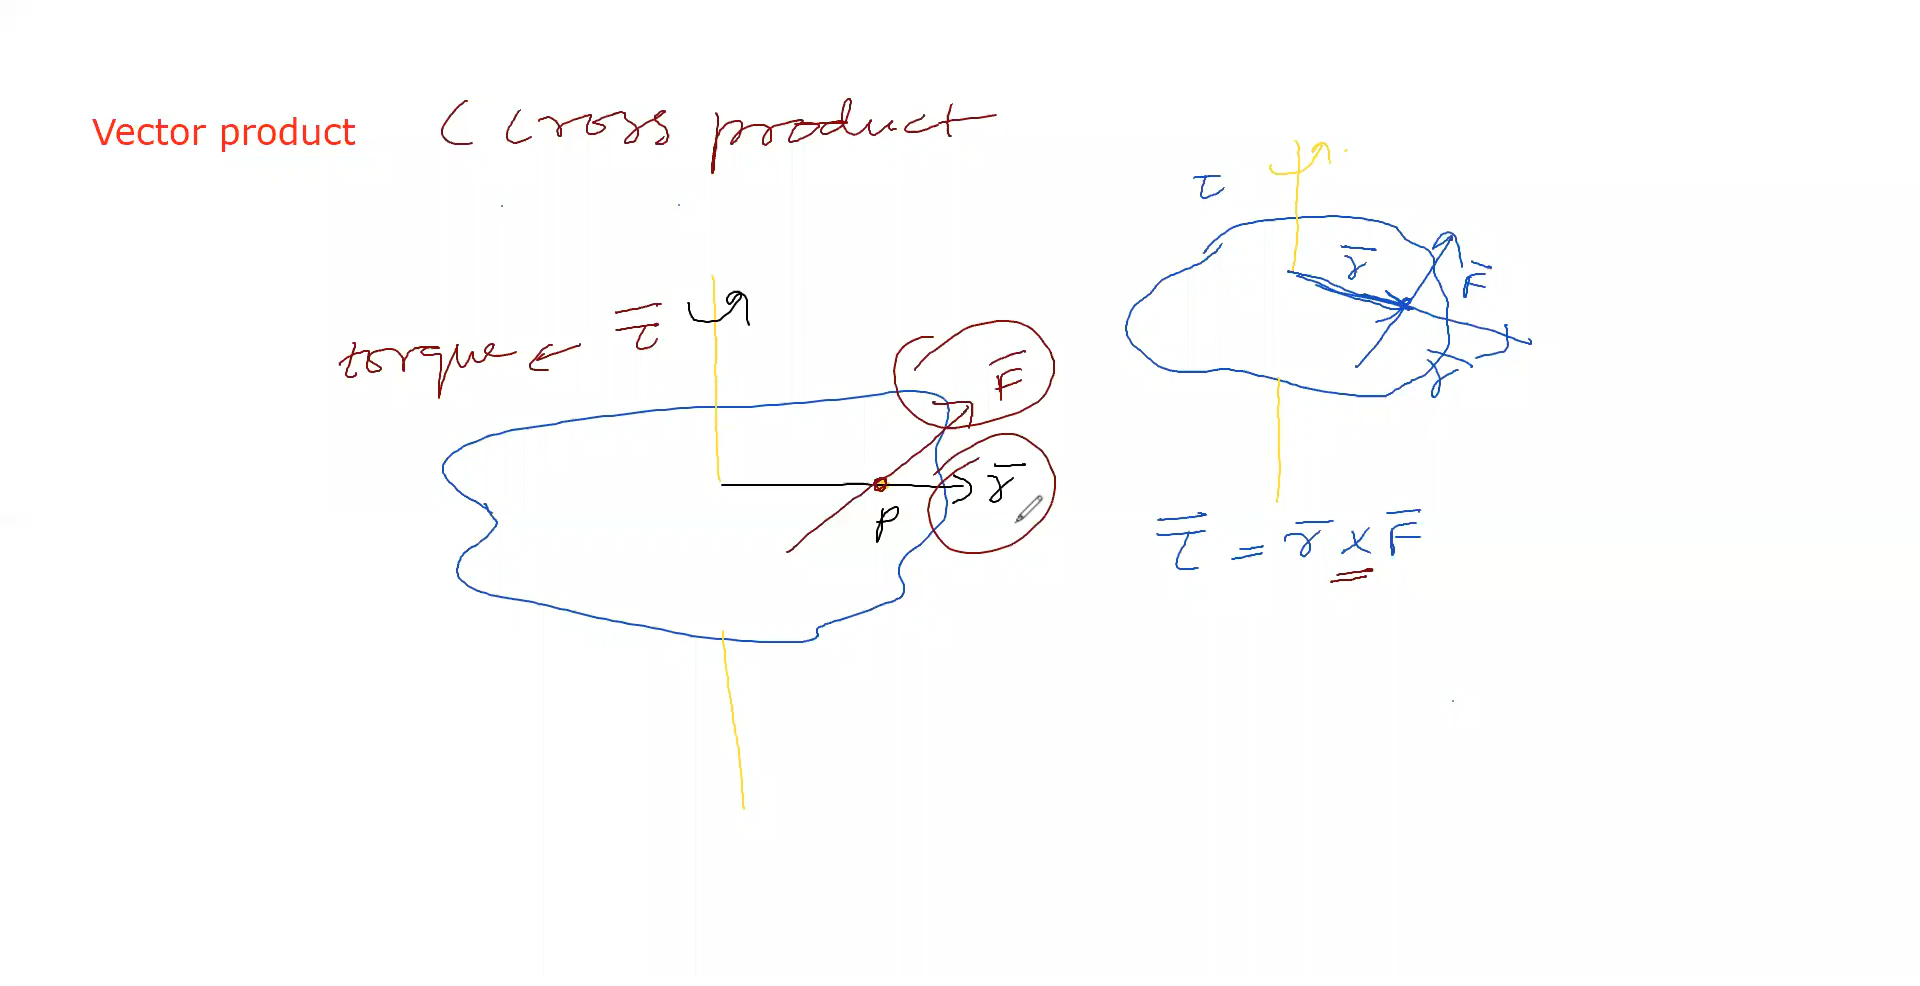 Vector product ( Cross product
τ
r̄
F̄
torque ← τ̄
F̄
r̄
r̄
P
τ̄ = r̄ × F̄